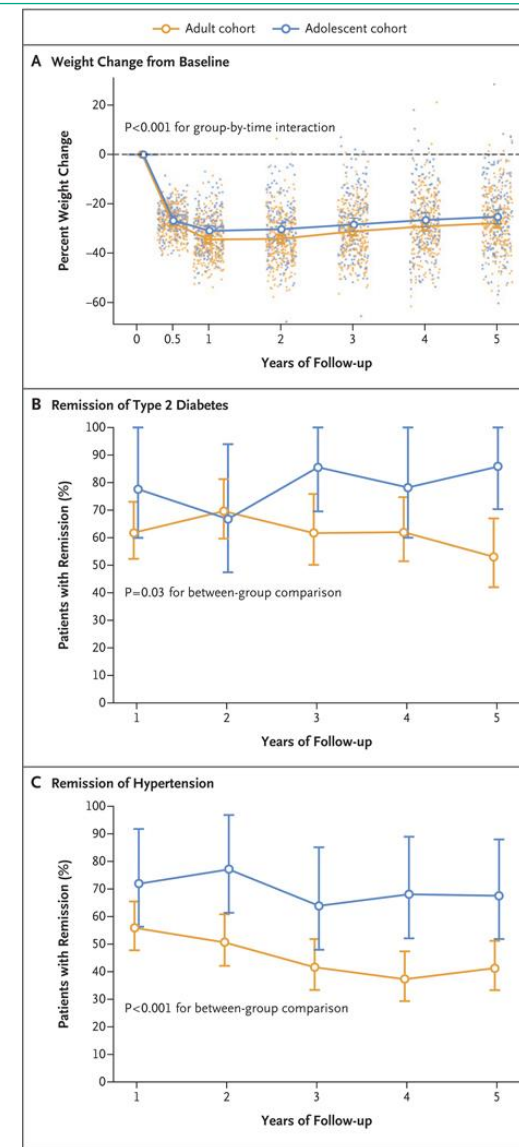 Adult cohort Adolescent cohort
A Weight Change from Baseline
20
0
–20
–40
–60
Percent Weight Change
P<0.001 for group-by-time interaction
0 0.5 1 2 3 4 5
Years of Follow-up
B Remission of Type 2 Diabetes
100
90
80
70
60
50
40
30
20
10
0
Patients with Remission (%)
P=0.03 for between-group comparison
1 2 3 4 5
Years of Follow-up
C Remission of Hypertension
100
90
80
70
60
50
40
30
20
10
0
Patients with Remission (%)
P<0.001 for between-group comparison
1 2 3 4 5
Years of Follow-up